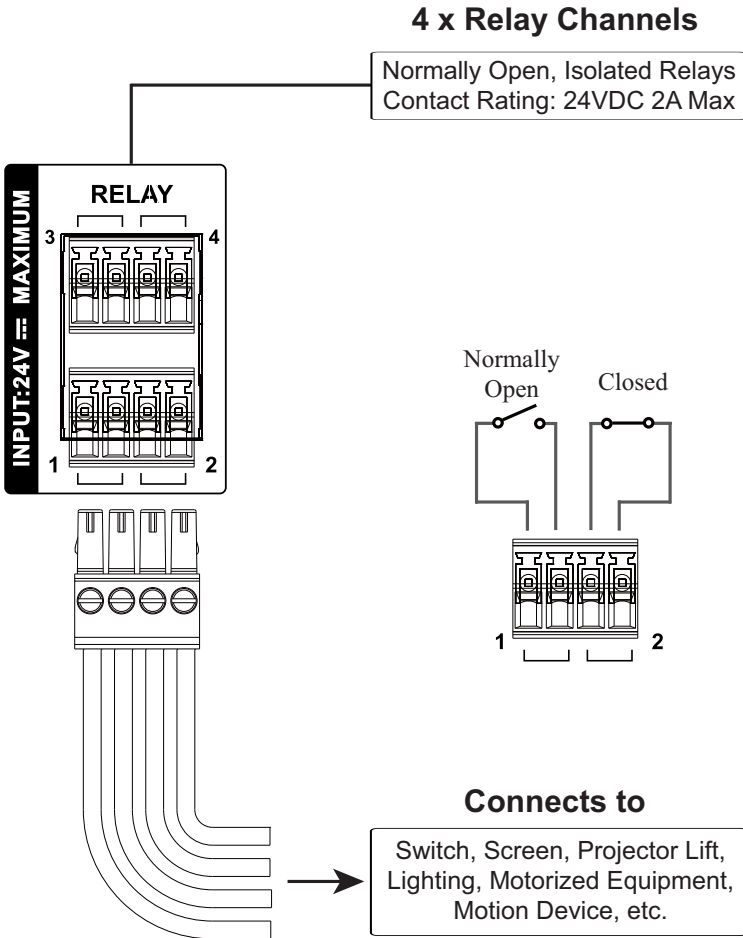 4 x Relay Channels
Normally Open, Isolated Relays
Contact Rating: 24VDC 2A Max
INPUT:24V ⎓ MAXIMUM
RELAY
3
4
1
2
Normally
Open
Closed
1
2
Connects to
Switch, Screen, Projector Lift,
Lighting, Motorized Equipment,
Motion Device, etc.